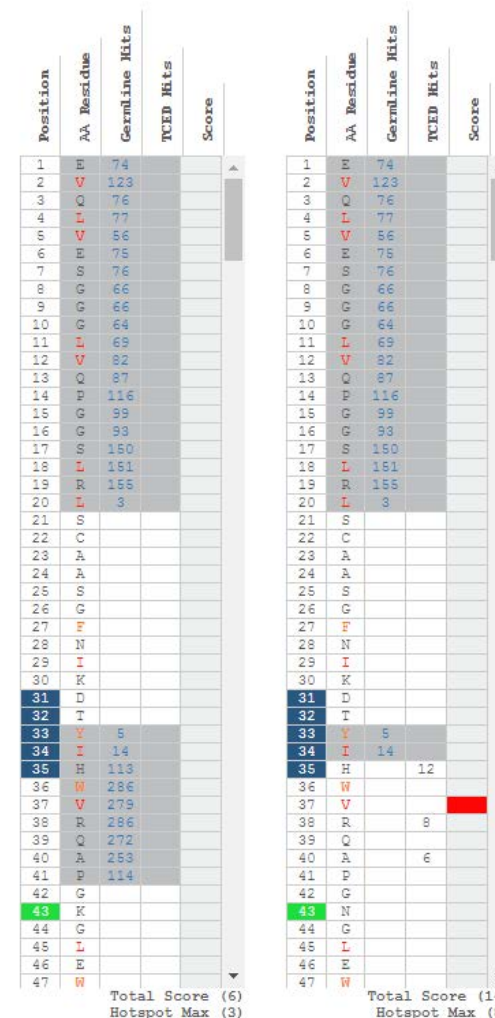 Position AA Residue Germline Hits TCED Hits Score
1 E 74
2 V 123
3 Q 76
4 L 77
5 V 56
6 E 75
7 S 76
8 G 66
9 G 66
10 G 64
11 L 69
12 V 82
13 Q 87
14 P 116
15 G 99
16 G 93
17 S 150
18 L 151
19 R 155
20 L 3
21 S
22 C
23 A
24 A
25 S
26 G
27 F
28 N
29 I
30 K
31 D
32 T
33 Y 5
34 I 14
35 H 113
36 W 286
37 V 279
38 R 286
39 Q 272
40 A 253
41 P 114
42 G
43 K
44 G
45 L
46 E
47 W
Total Score (6)
Hotspot Max (3)
Position AA Residue Germline Hits TCED Hits Score
1 E 74
2 V 123
3 Q 76
4 L 77
5 V 56
6 E 75
7 S 76
8 G 66
9 G 66
10 G 64
11 L 69
12 V 82
13 Q 87
14 P 116
15 G 99
16 G 93
17 S 150
18 L 151
19 R 155
20 L 3
21 S
22 C
23 A
24 A
25 S
26 G
27 F
28 N
29 I
30 K
31 D
32 T
33 Y 5
34 I 14
35 H 12
36 W
37 V
38 R 8
39 Q
40 A 6
41 P
42 G
43 N
44 G
45 L
46 E
47 W
Total Score
Hotspot Max